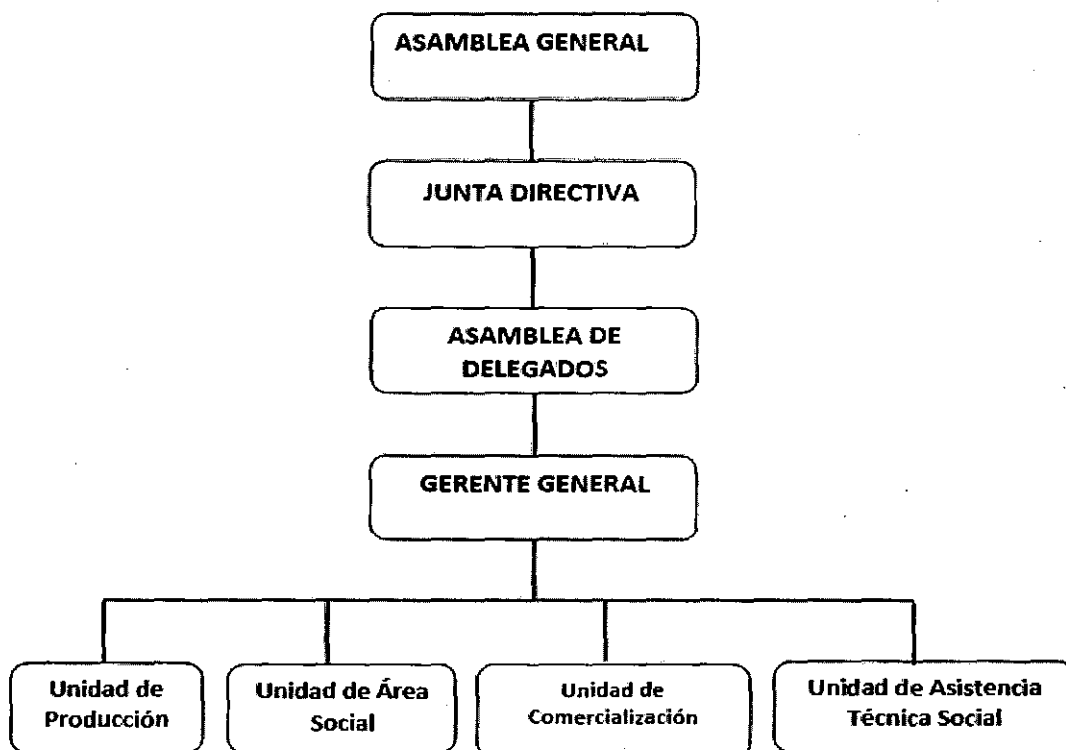 ASAMBLEA GENERAL
JUNTA DIRECTIVA
ASAMBLEA DE
DELEGADOS
GERENTE GENERAL
Unidad de
Producción
Unidad de Área
Social
Unidad de
Comercialización
Unidad de Asistencia
Técnica Social